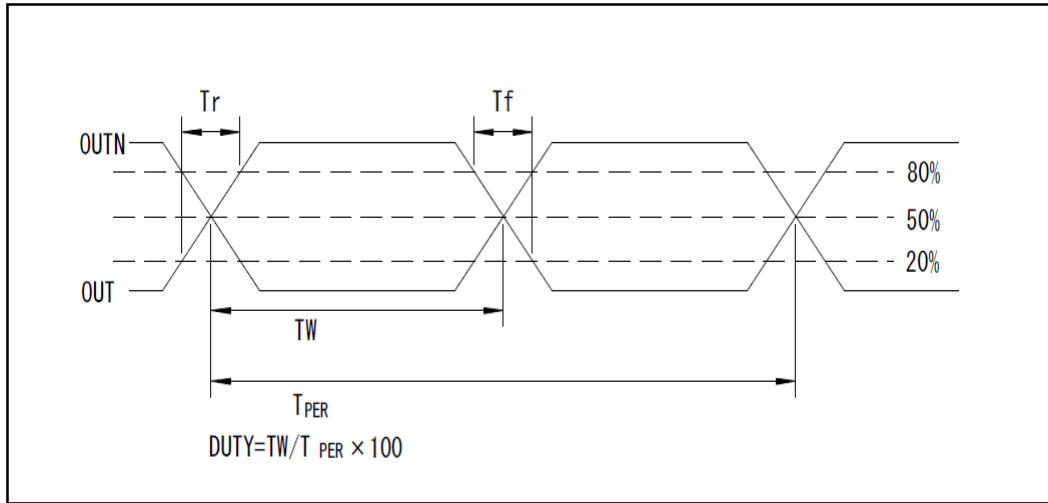 Tr
Tf
OUTN
80%
50%
20%
OUT
TW
TPER
DUTY=TW/T PER ×100